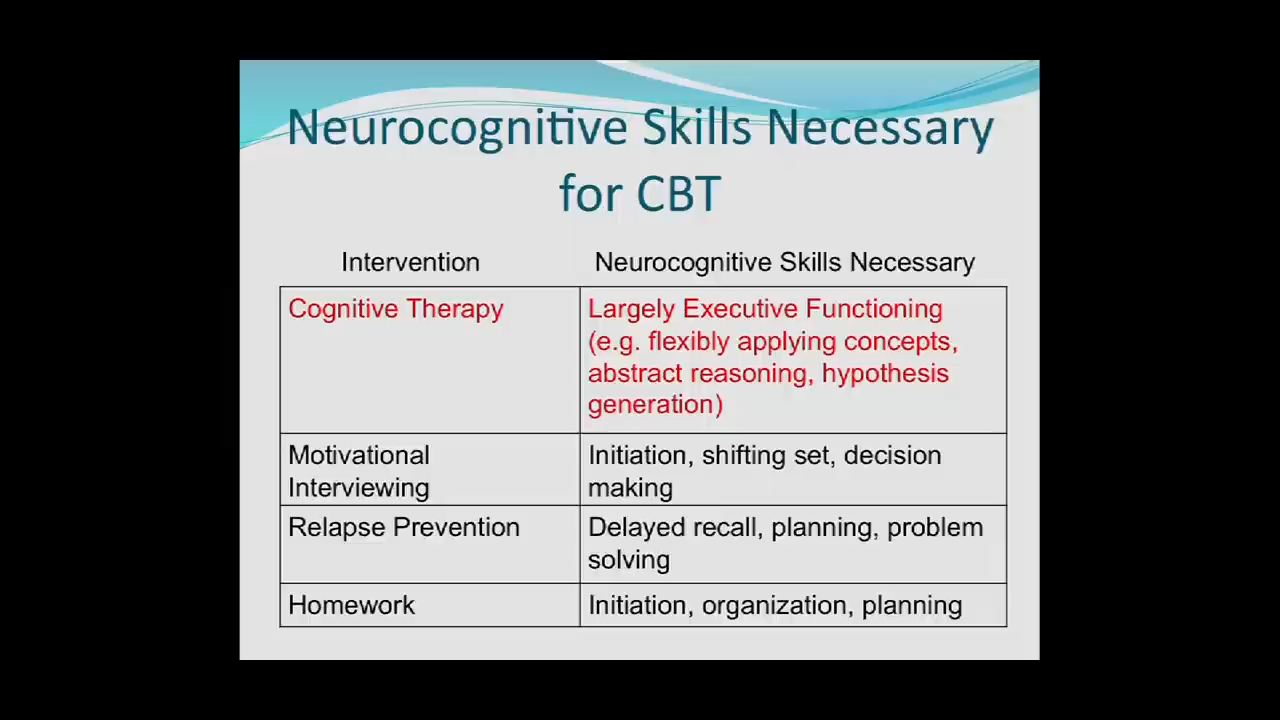 Neurocognitive Skills Necessary
for CBT
Intervention
Neurocognitive Skills Necessary
Cognitive Therapy
Largely Executive Functioning
(e.g. flexibly applying concepts,
abstract reasoning, hypothesis
generation)
Motivational
Interviewing
Initiation, shifting set, decision
making
Relapse Prevention
Delayed recall, planning, problem
solving
Homework
Initiation, organization, planning